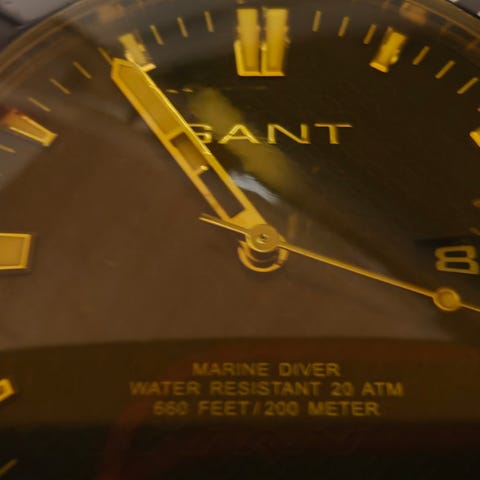 GANT
8
MARINE DIVER
WATER RESISTANT 20 ATM
660 FEET/200 METER